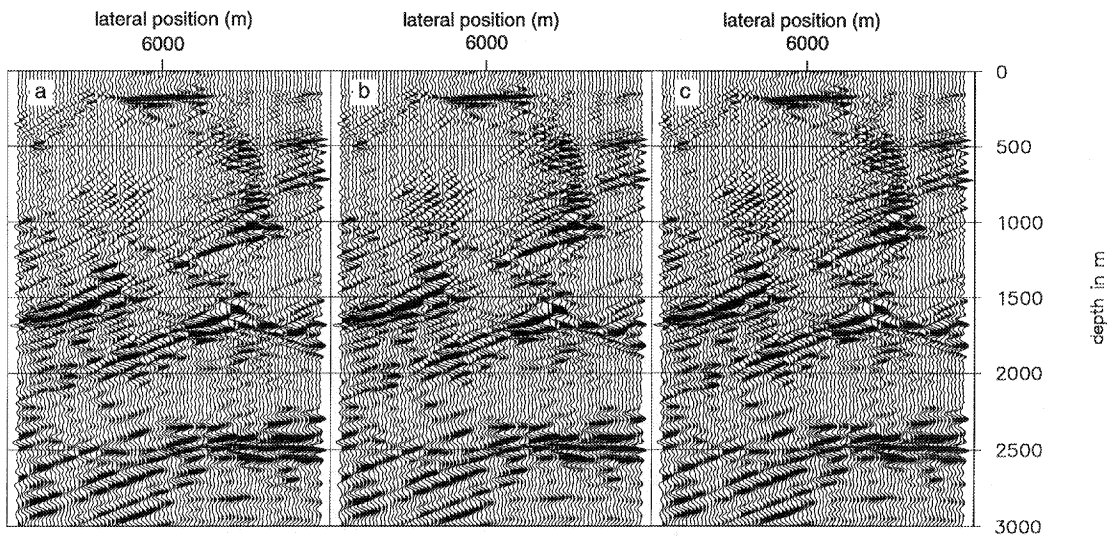 lateral position (m) lateral position (m) lateral position (m)
6000 6000 6000
a b c
0
500
1000
1500
2000
2500
3000
depth in m